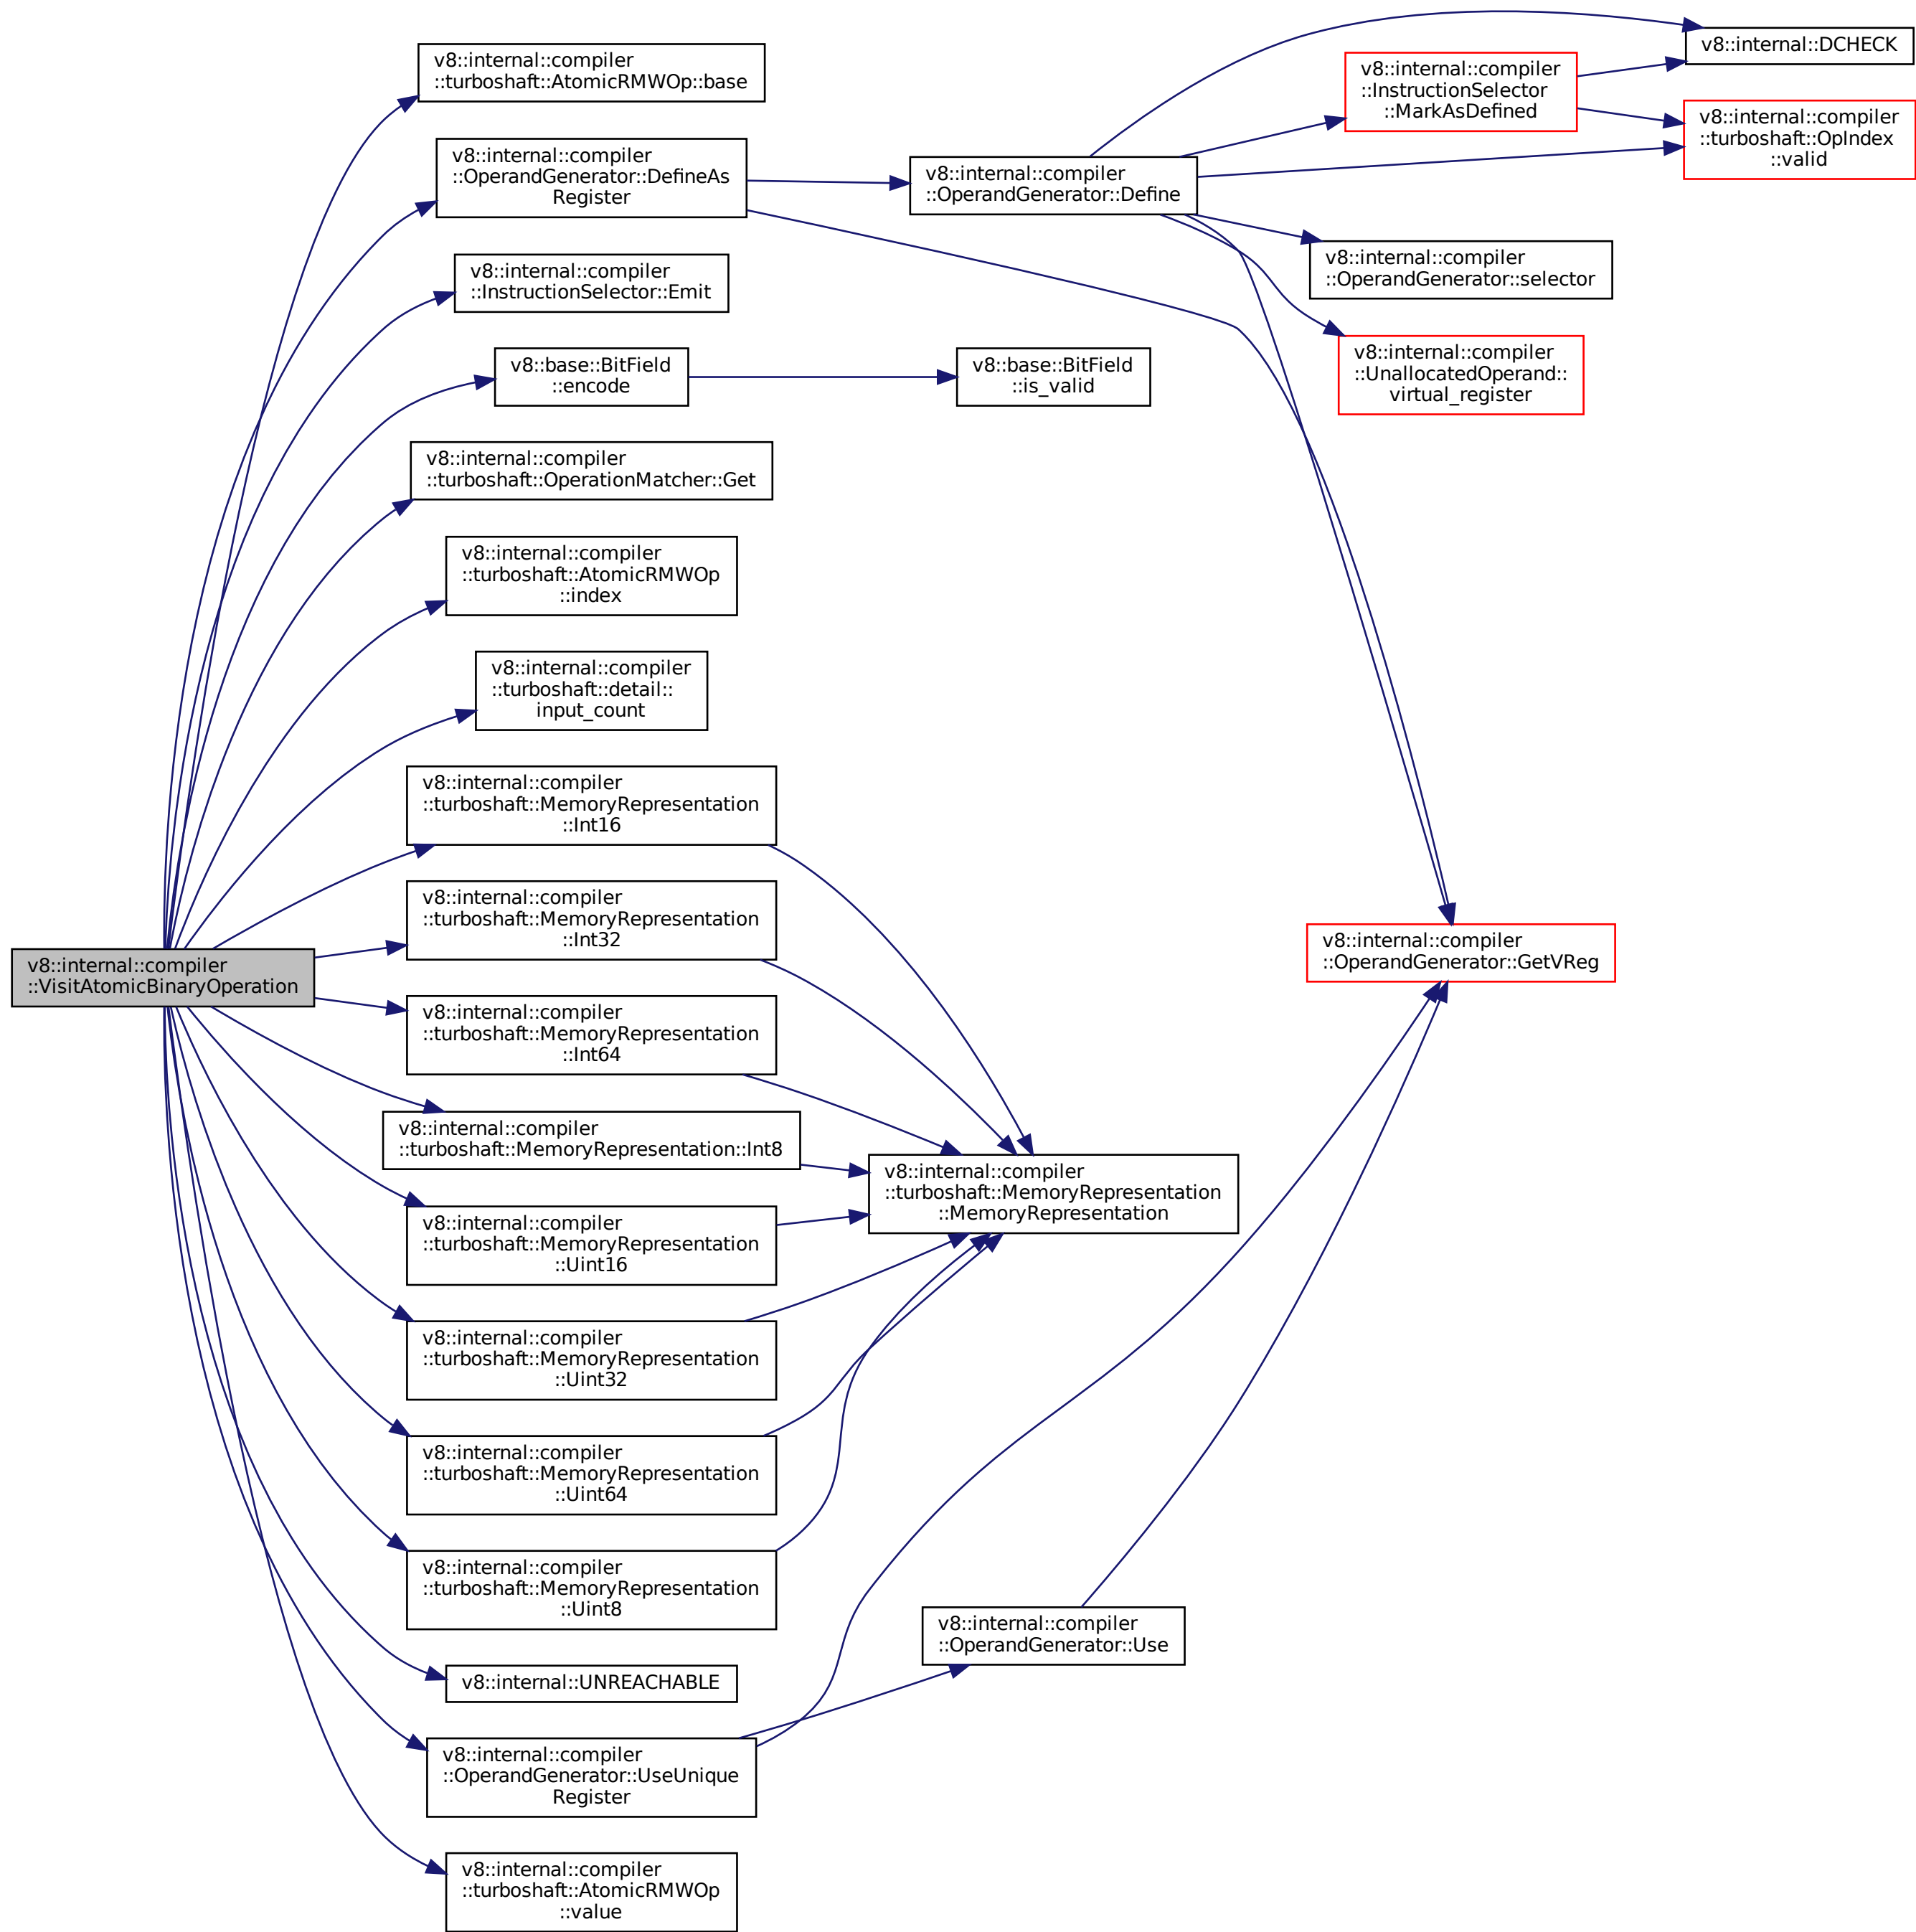 v8::internal::compiler
::VisitAtomicBinaryOperation
v8::internal::compiler
::turboshaft::AtomicRMWOp::base
v8::internal::compiler
::OperandGenerator::DefineAs
Register
v8::internal::compiler
::InstructionSelector::Emit
v8::base::BitField
::encode
v8::internal::compiler
::turboshaft::OperationMatcher::Get
v8::internal::compiler
::turboshaft::AtomicRMWOp
::index
v8::internal::compiler
::turboshaft::detail::
input_count
v8::internal::compiler
::turboshaft::MemoryRepresentation
::Int16
v8::internal::compiler
::turboshaft::MemoryRepresentation
::Int32
v8::internal::compiler
::turboshaft::MemoryRepresentation
::Int64
v8::internal::compiler
::turboshaft::MemoryRepresentation::Int8
v8::internal::compiler
::turboshaft::MemoryRepresentation
::Uint16
v8::internal::compiler
::turboshaft::MemoryRepresentation
::Uint32
v8::internal::compiler
::turboshaft::MemoryRepresentation
::Uint64
v8::internal::compiler
::turboshaft::MemoryRepresentation
::Uint8
v8::internal::UNREACHABLE
v8::internal::compiler
::OperandGenerator::UseUnique
Register
v8::internal::compiler
::turboshaft::AtomicRMWOp
::value
v8::internal::compiler
::OperandGenerator::Define
v8::base::BitField
::is_valid
v8::internal::compiler
::turboshaft::MemoryRepresentation
::MemoryRepresentation
v8::internal::compiler
::OperandGenerator::Use
v8::internal::compiler
::InstructionSelector
::MarkAsDefined
v8::internal::compiler
::OperandGenerator::selector
v8::internal::compiler
::UnallocatedOperand::
virtual_register
v8::internal::compiler
::OperandGenerator::GetVReg
v8::internal::DCHECK
v8::internal::compiler
::turboshaft::OpIndex
::valid